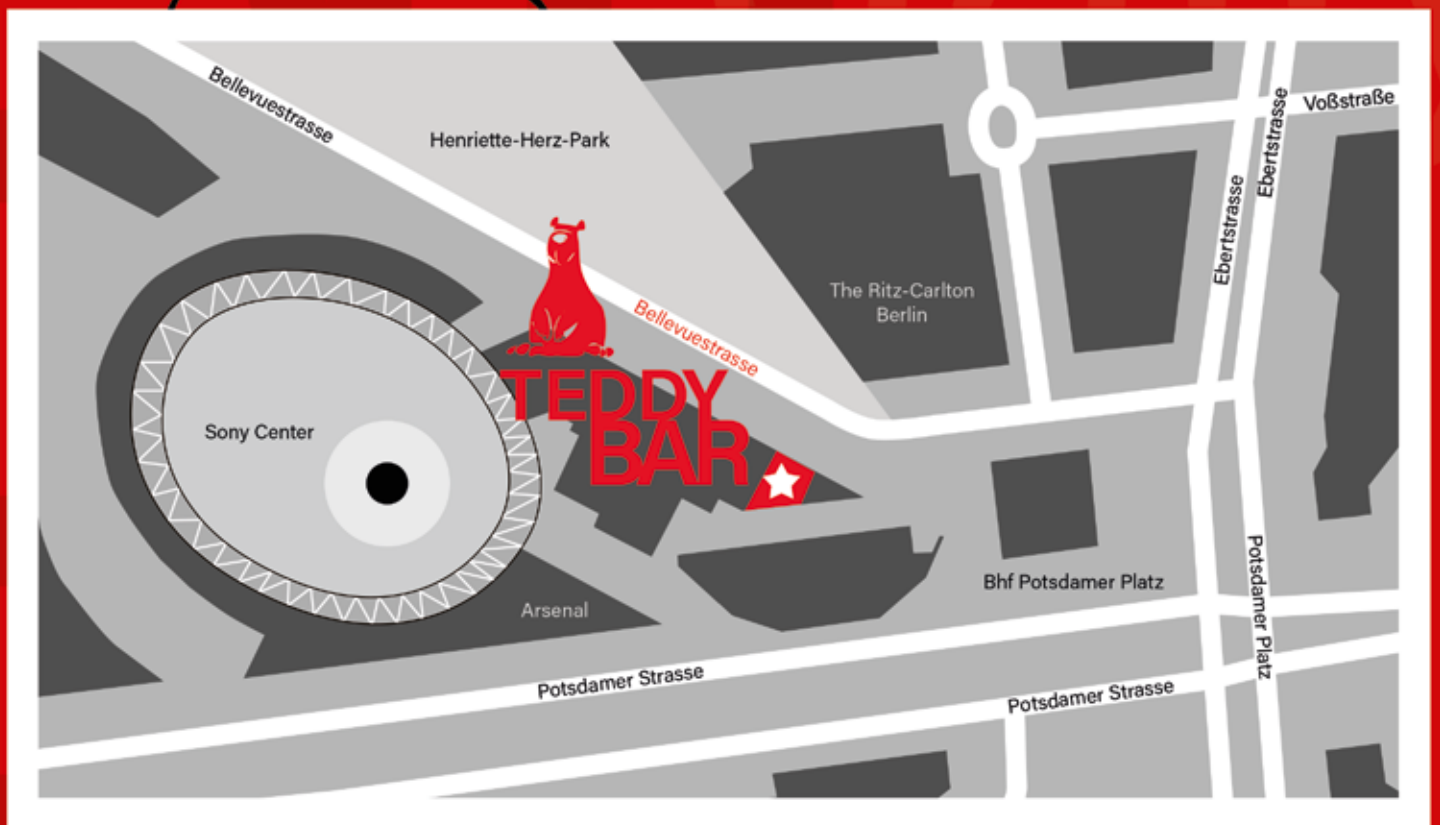 Bellevuestrasse
Henriette-Herz-Park
Voßstraße
Ebertstrasse
Ebertstrasse
The Ritz-Carlton
Berlin
Bellevuestrasse
TEDDY
BAR
Sony Center
Arsenal
Bhf Potsdamer Platz
Potsdamer Platz
Potsdamer Strasse
Potsdamer Strasse